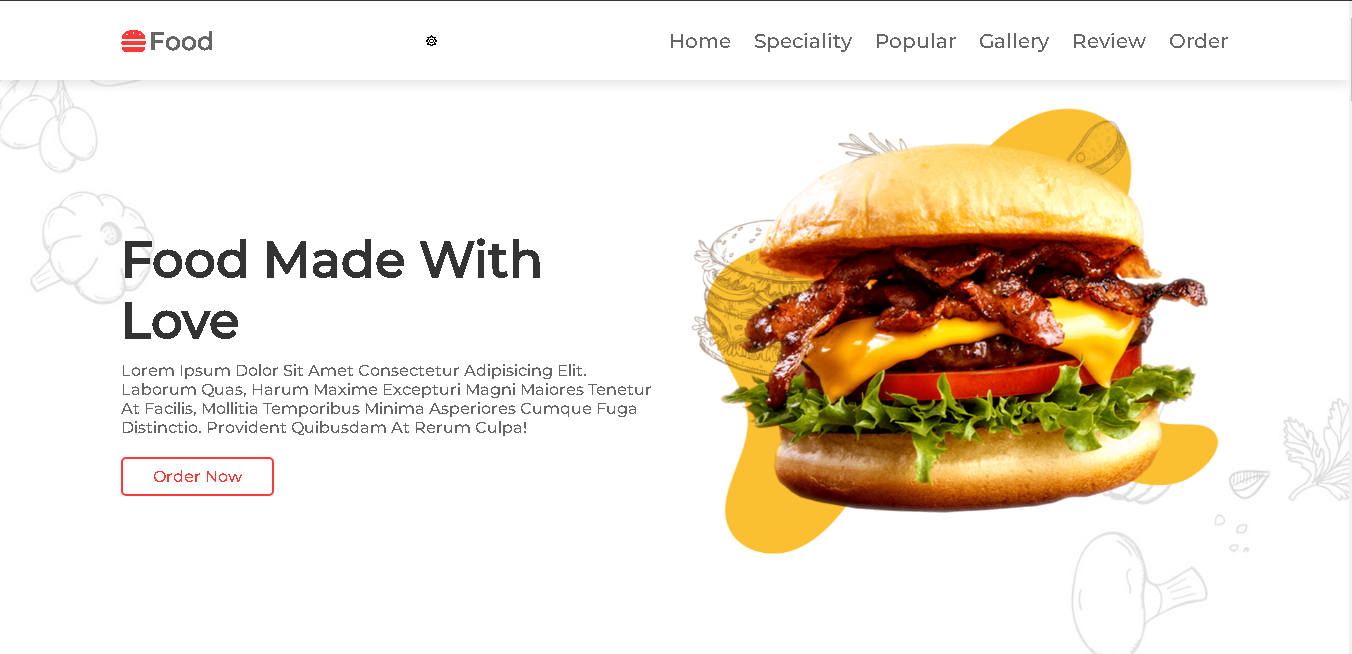 Food
Home Speciality Popular Gallery Review Order
Food Made With
Love
Lorem Ipsum Dolor Sit Amet Consectetur Adipisicing Elit.
Laborum Quas, Harum Maxime Excepturi Magni Maiores Tenetur
At Facilis, Mollitia Temporibus Minima Asperiores Cumque Fuga
Distinctio. Provident Quibusdam At Rerum Culpa!
Order Now